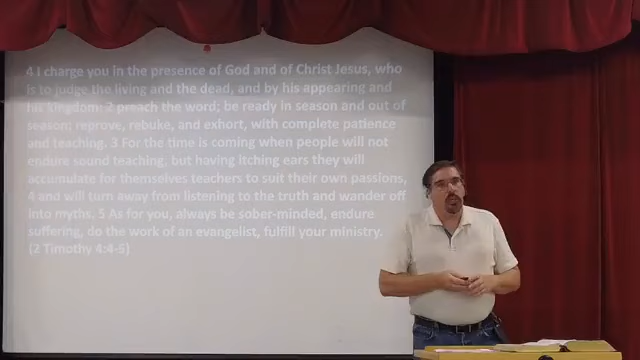 4 I charge you in the presence of God and of Christ Jesus, who
is to judge the living and the dead, and by his appearing and
his kingdom: 2 preach the word; be ready in season and out of
season; reprove, rebuke, and exhort, with complete patience
and teaching. 3 For the time is coming when people will not
endure sound teaching, but having itching ears they will
accumulate for themselves teachers to suit their own passions,
4 and will turn away from listening to the truth and wander off
into myths. 5 As for you, always be sober-minded, endure
suffering, do the work of an evangelist, fulfill your ministry.
(2 Timothy 4:4-5)